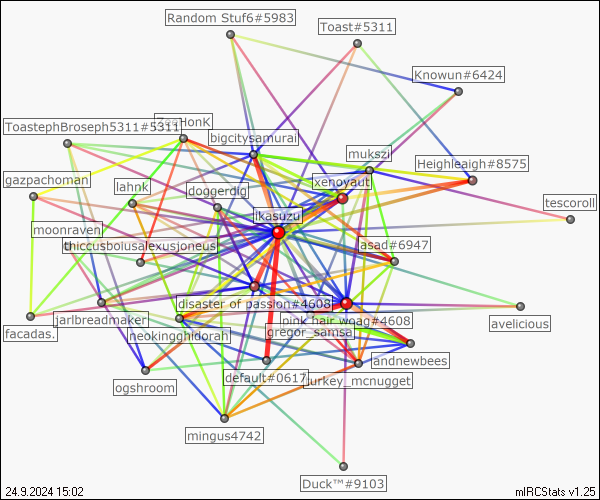 Random Stuf6#5983
Toast#5311
Knowun#6424
ToastephBroseph5311#5311
HonK
bigcitysamurai
mukszi
Heighleaigh#8575
gazpachoman
lahnk
doggerdig
xenoyaut
tescoroll
ikasuzu
moonraven
thiccusboiusalexusjoneus
asad#6947
disaster of passion#4608
pink hair woag#4608
facadas.
jarlbreadmaker
neokingghidorah
gregor_samsa
avelicious
andnewbees
ogshroom
default#0617
turkey_mcnugget
mingus4742
Duck™#9103
24.9.2024 15:02
mIRCStats v1.25